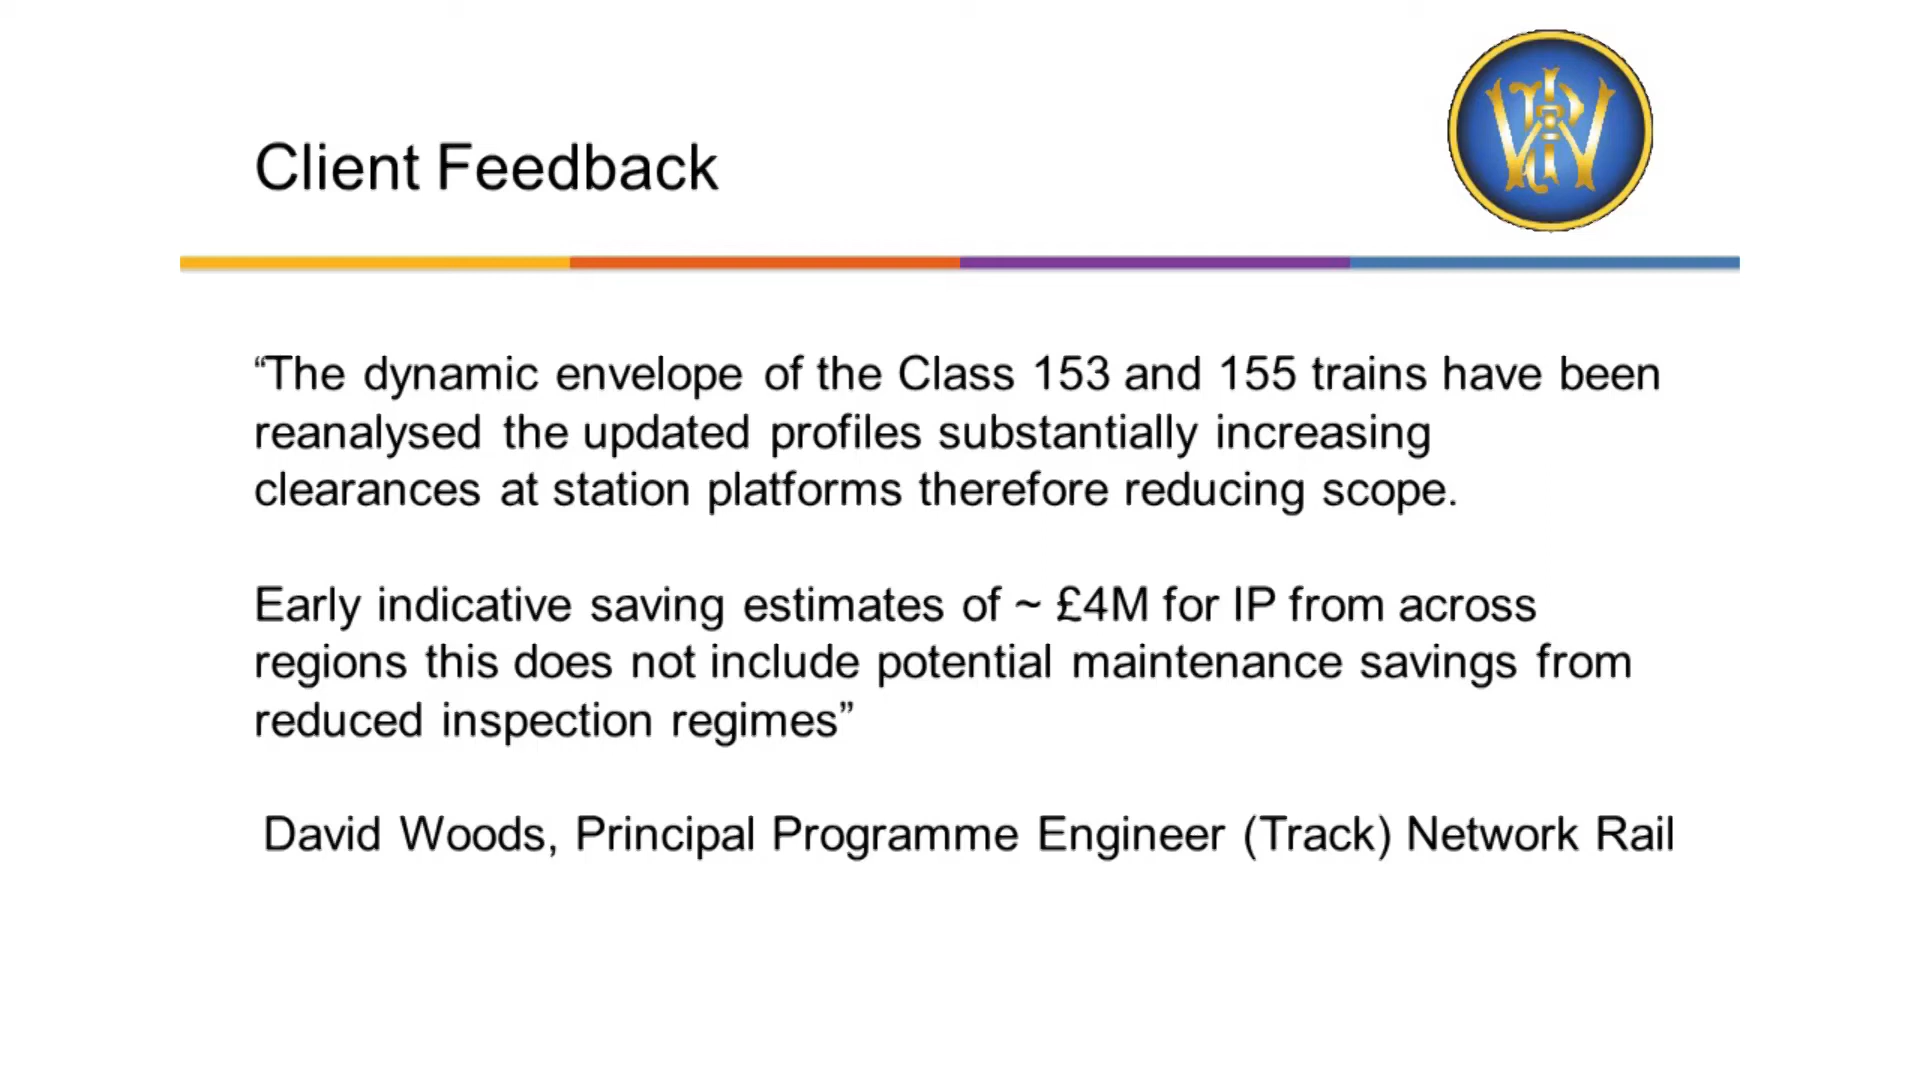 Client Feedback
“The dynamic envelope of the Class 153 and 155 trains have been
reanalysed the updated profiles substantially increasing
clearances at station platforms therefore reducing scope.
Early indicative saving estimates of ~ £4M for IP from across
regions this does not include potential maintenance savings from
reduced inspection regimes”
David Woods, Principal Programme Engineer (Track) Network Rail